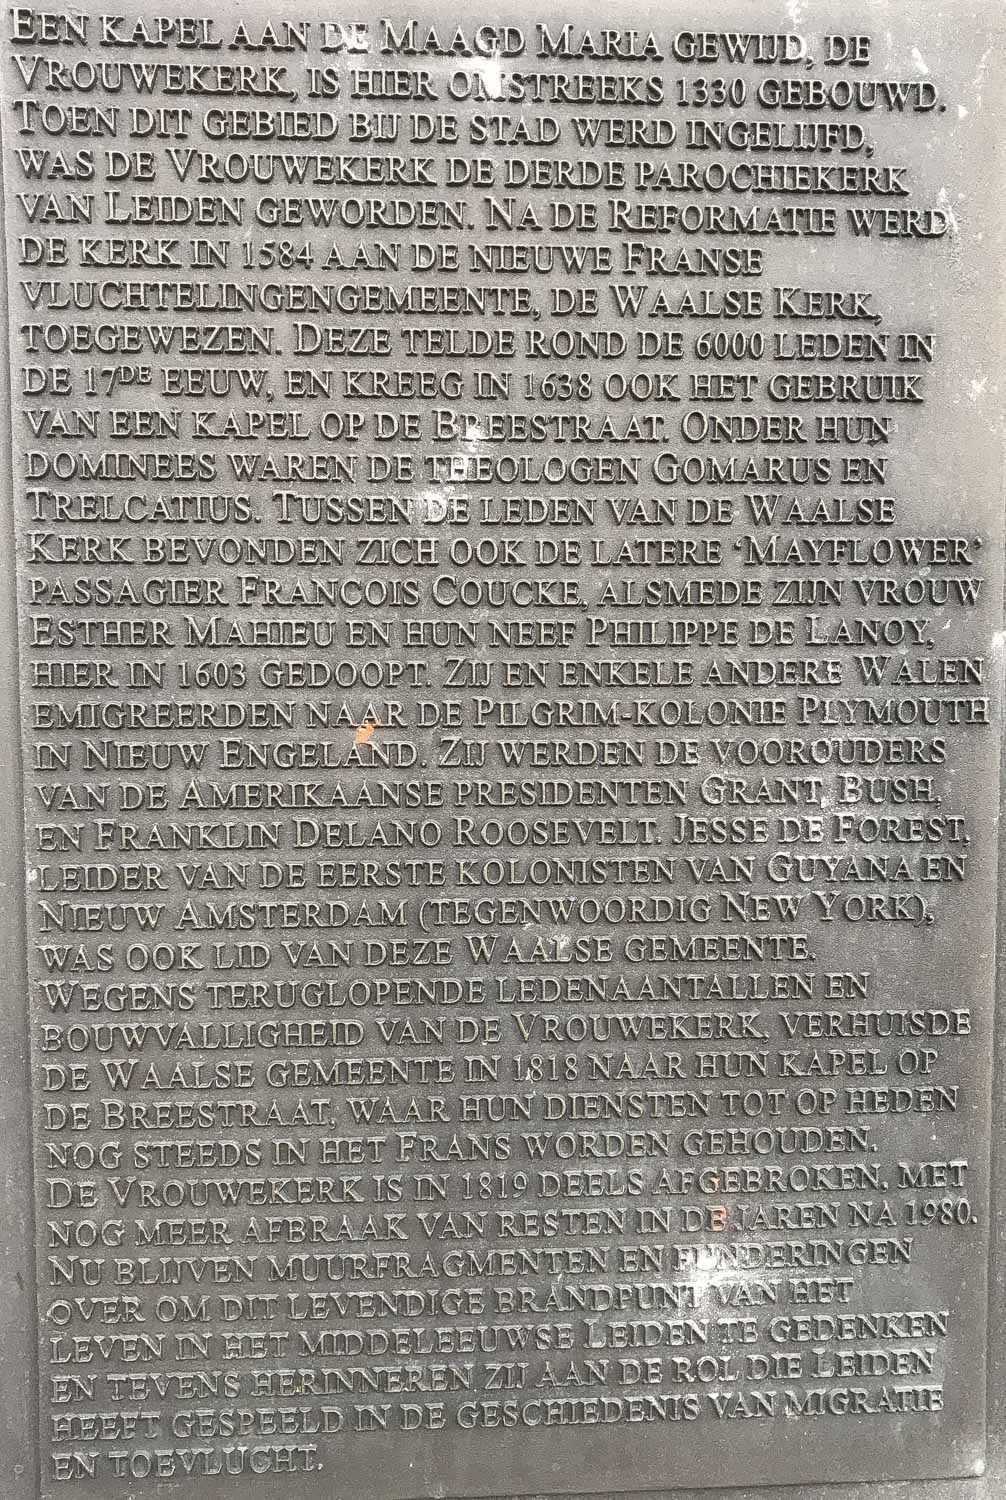 EEN KAPEL AAN DE MAAGD MARIA GEWIJD, DE
VROUWEKERK, IS HIER OMSTREEKS 1330 GEBOUWD.
TOEN DIT GEBIED BIJ DE STAD WERD INGELIJFD,
WAS DE VROUWEKERK DE DERDE PAROCHIEKERK
VAN LEIDEN GEWORDEN. NA DE REFORMATIE WERD
DE KERK IN 1584 AAN DE NIEUWE FRANSE
VLUCHTELINGENGEMEENTE, DE WAALSE KERK,
TOEGEWEZEN. DEZE TELDE ROND DE 6000 LEDEN IN
DE 17DE EEUW, EN KREEG IN 1638 OOK HET GEBRUIK
VAN EEN KAPEL OP DE BREESTRAAT. ONDER HUN
DOMINEES WAREN DE THEOLOGEN GOMARUS EN
TRELCATIUS. TUSSEN DE LEDEN VAN DE WAALSE
KERK BEVONDEN ZICH OOK DE LATERE ‘MAYFLOWER’
PASSAGIER FRANÇOIS COUCKE, ALSMEDE ZIJN VROUW
ESTHER MAHIEU EN HUN NEEF PHILIPPE DE LANOY,
HIER IN 1603 GEDOOPT. ZIJ EN ENKELE ANDERE WALEN
EMIGREERDEN NAAR DE PILGRIM-KOLONIE PLYMOUTH
IN NIEUW ENGELAND. ZIJ WERDEN DE VOOROUDERS
VAN DE AMERIKAANSE PRESIDENTEN GRANT, BUSH,
EN FRANKLIN DELANO ROOSEVELT. JESSE DE FOREST,
LEIDER VAN DE EERSTE KOLONISTEN VAN GUYANA EN
NIEUW AMSTERDAM (TEGENWOORDIG NEW YORK),
WAS OOK LID VAN DEZE WAALSE GEMEENTE.
WEGENS TERUGLOPENDE LEDENAANTALLEN EN
BOUWVALLIGHEID VAN DE VROUWEKERK, VERHUISDE
DE WAALSE GEMEENTE IN 1818 NAAR HUN KAPEL OP
DE BREESTRAAT, WAAR HUN DIENSTEN TOT OP HEDEN
NOG STEEDS IN HET FRANS WORDEN GEHOUDEN.
DE VROUWEKERK IS IN 1819 DEELS AFGEBROKEN, MET
NOG MEER AFBRAAK VAN RESTEN IN DE JAREN NA 1980.
NU BLIJVEN MUURFRAGMENTEN EN FUNDERINGEN
OVER OM DIT LEVENDIGE BRANDPUNT VAN HET
LEVEN IN HET MIDDELEEUWSE LEIDEN TE GEDENKEN
EN TEVENS HERINNEREN ZIJ AAN DE ROL DIE LEIDEN
HEEFT GESPEELD IN DE GESCHIEDENIS VAN MIGRATIE
EN TOEVLUCHT.